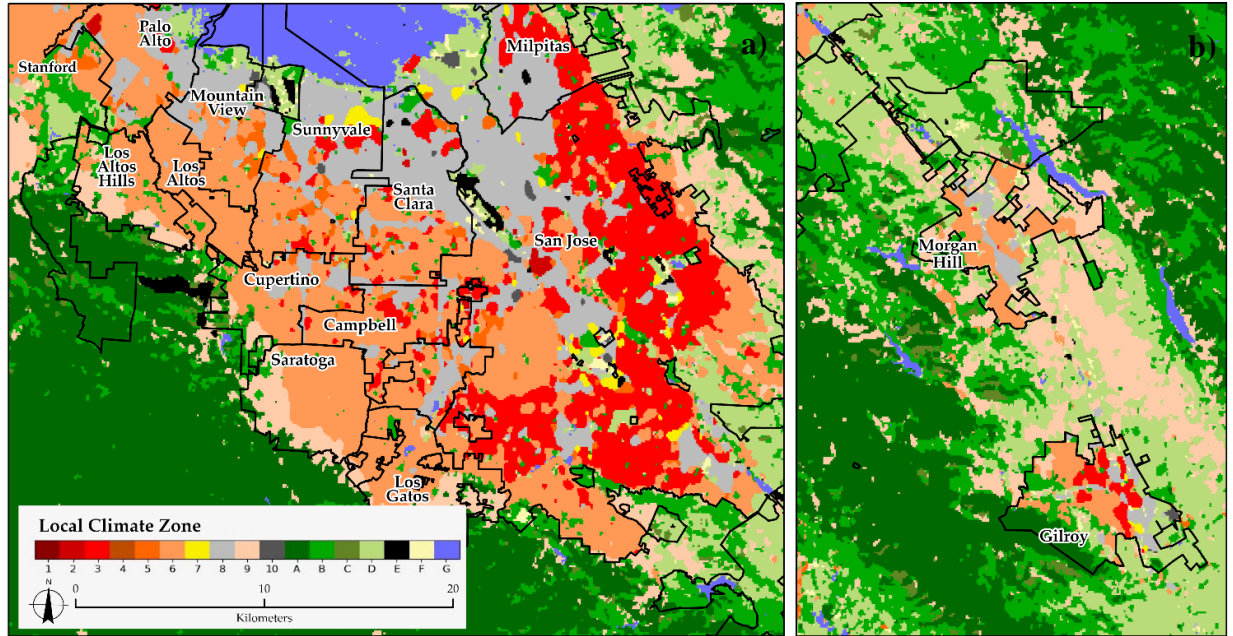 a)
b)
Palo
Alto
Milpitas
Stanford
Mountain
View
Sunnyvale
Los
Altos
Hills
Los
Altos
Santa
Clara
San Jose
Cupertino
Campbell
Saratoga
Los
Gatos
Morgan
Hill
Gilroy
Local Climate Zone
1 2 3 4 5 6 7 8 9 10 A B C D E F G
N
0 10 20
Kilometers